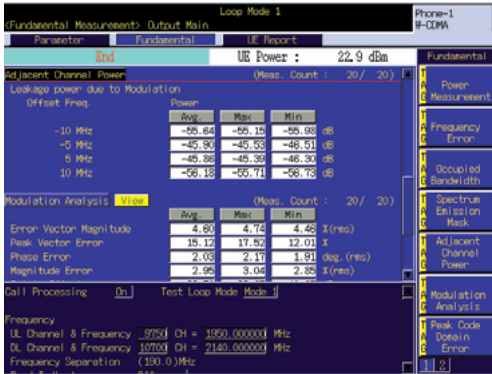 Loop Mode 1
Phone-1
<Fundamental Measurement> Output Main
W-CDMA
Parameter Fundamental UE Report
End UE Power : 22.9 dBm Fundamental
Adjacent Channel Power (Meas. Count : 20/ 20)
Leakage power due to Modulation
Offset Freq. Power
Avg. Max Min
-10 MHz -55.64 -55.15 -55.98 dB
-5 MHz -45.90 -45.53 -46.51 dB
5 MHz -45.86 -45.39 -46.30 dB
10 MHz -56.18 -55.71 -56.73 dB
Modulation Analysis View (Meas. Count : 20/ 20)
Avg. Max Min
Error Vector Magnitude 4.60 4.74 4.46 %(rms)
Peak Vector Error 15.12 17.52 12.01 %
Phase Error 2.03 2.17 1.91 deg.(rms)
Magnitude Error 2.95 3.04 2.85 %(rms)
Call Processing On Test Loop Mode Mode 1
Frequency
UL Channel & Frequency 9750 CH = 1950.000000 MHz
DL Channel & Frequency 10700 CH = 2140.000000 MHz
Frequency Separation (190.0)MHz
TAG Power Measurement
TAG Frequency Error
TAG Occupied Bandwidth
TAG Spectrum Emission Mask
TAG Adjacent Channel Power
TAG Modulation Analysis
TAG Peak Code Domain Error
1 2